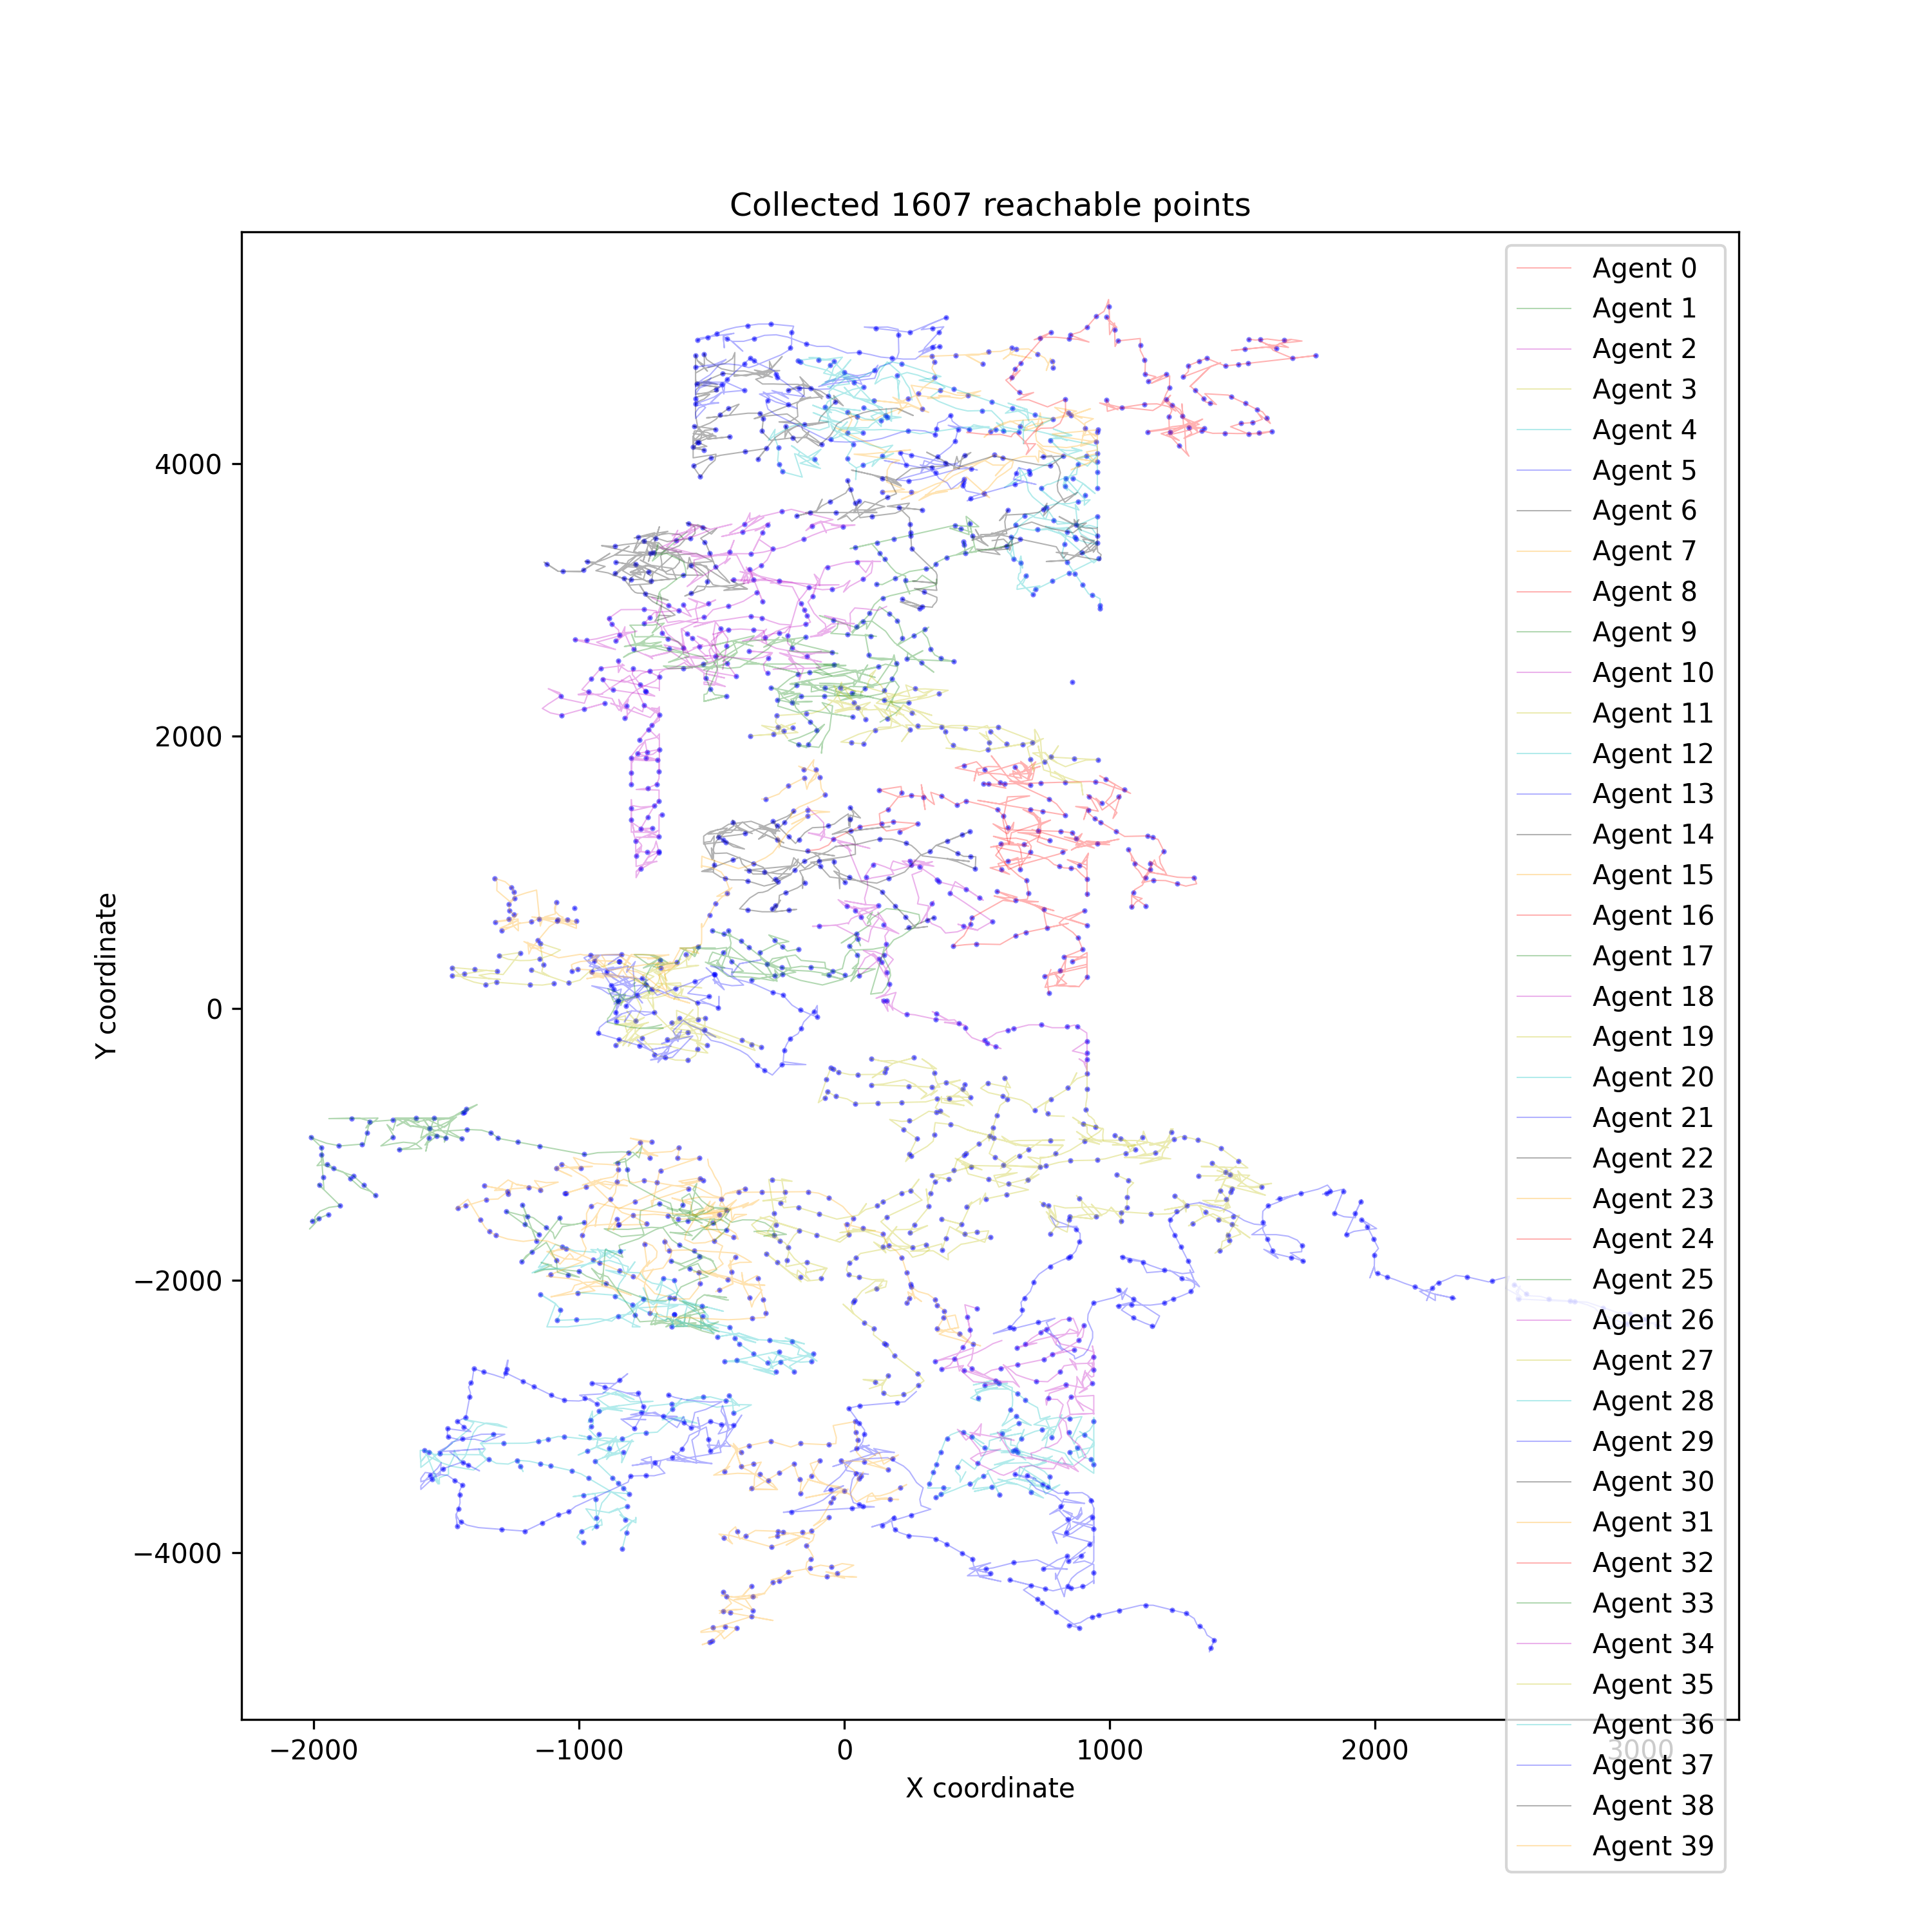 Collected 1607 reachable points
Agent 0
Agent 1
Agent 2
Agent 3
Agent 4
Agent 5
Agent 6
Agent 7
Agent 8
Agent 9
Agent 10
Agent 11
Agent 12
Agent 13
Agent 14
Agent 15
Agent 16
Agent 17
Agent 18
Agent 19
Agent 20
Agent 21
Agent 22
Agent 23
Agent 24
Agent 25
Agent 26
Agent 27
Agent 28
Agent 29
Agent 30
Agent 31
Agent 32
Agent 33
Agent 34
Agent 35
Agent 36
Agent 37
Agent 38
Agent 39
Y coordinate
4000
2000
0
−2000
−4000
−2000 −1000 0 1000 2000 3000
X coordinate